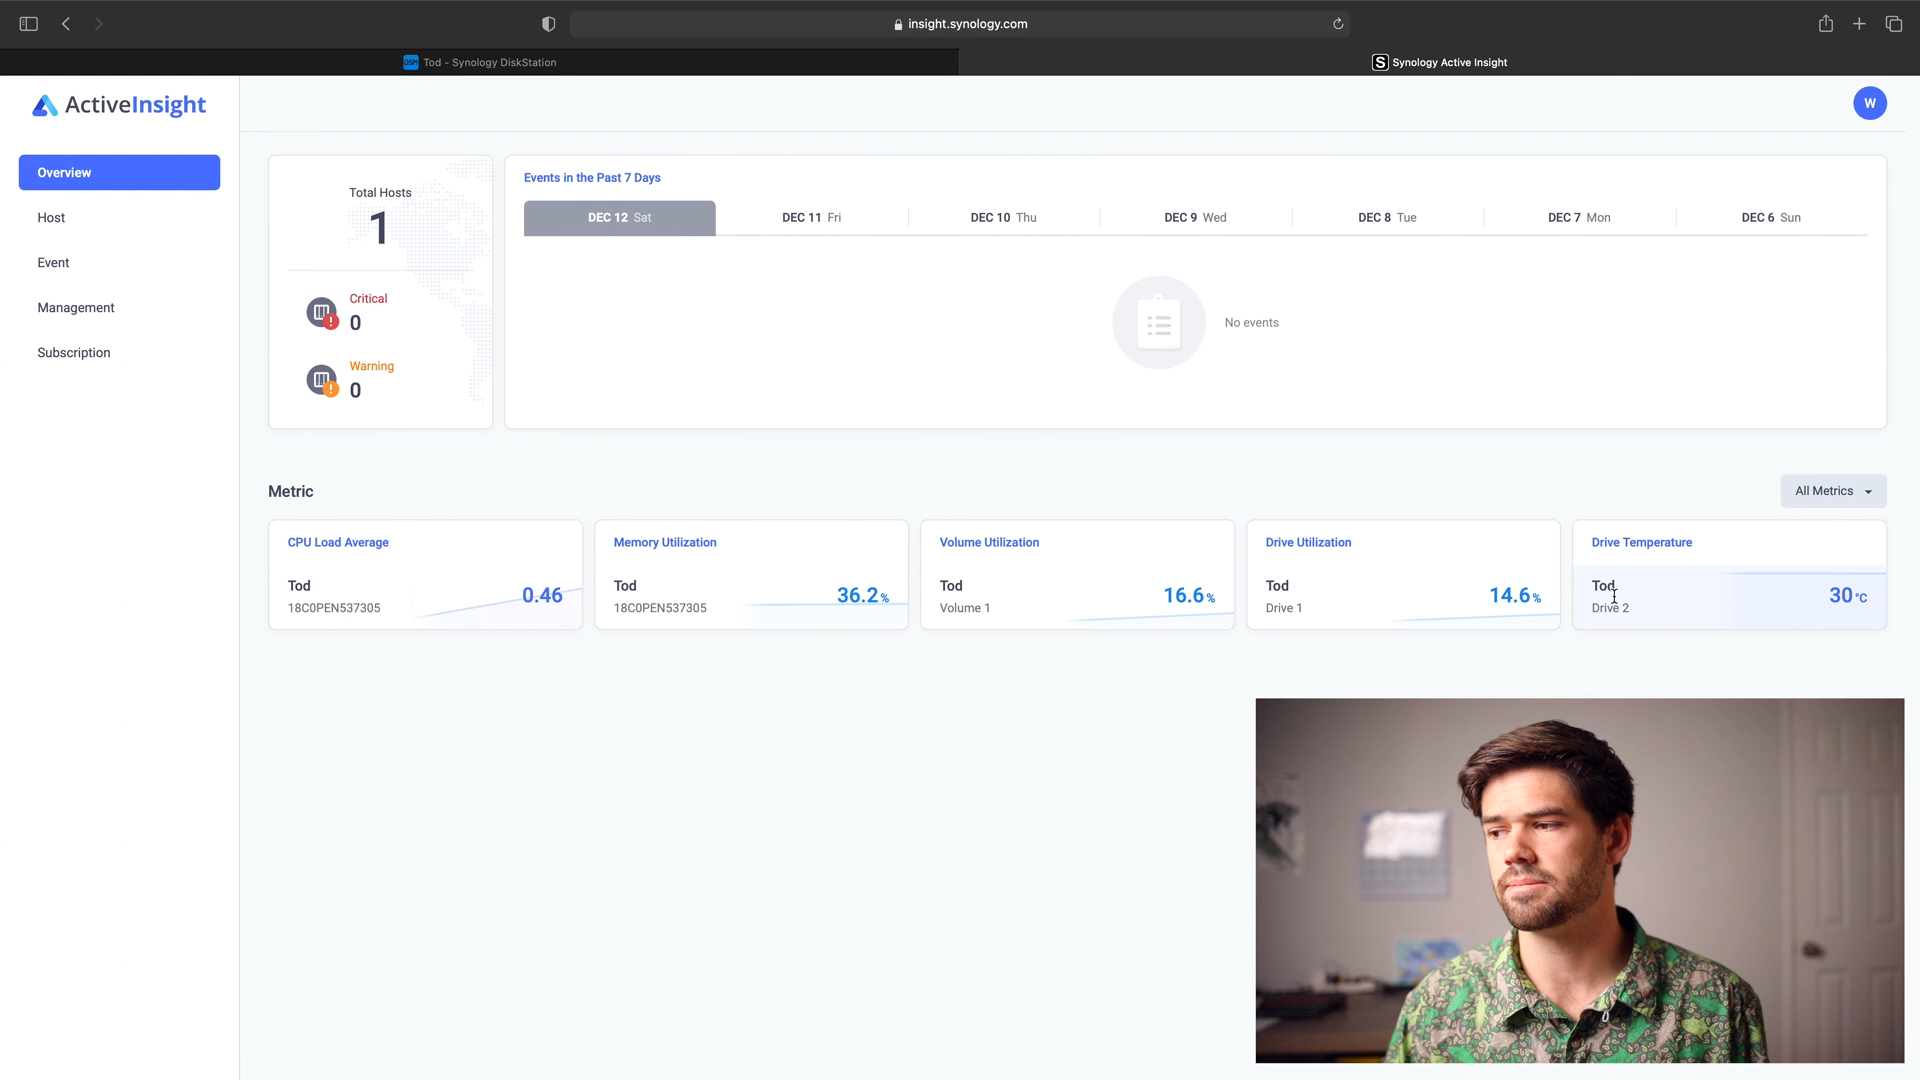 insight.synology.com
DSM Tod - Synology DiskStation
S Synology Active Insight
ActiveInsight
W
Overview
Host
Event
Management
Subscription
Total Hosts
1
Critical
0
Warning
0
Events in the Past 7 Days
DEC 12 Sat
DEC 11 Fri
DEC 10 Thu
DEC 9 Wed
DEC 8 Tue
DEC 7 Mon
DEC 6 Sun
No events
Metric
All Metrics
CPU Load Average
Tod
18C0PEN537305
0.46
Memory Utilization
Tod
18C0PEN537305
36.2%
Volume Utilization
Tod
Volume 1
16.6%
Drive Utilization
Tod
Drive 1
14.6%
Drive Temperature
Tod
Drive 2
30°C